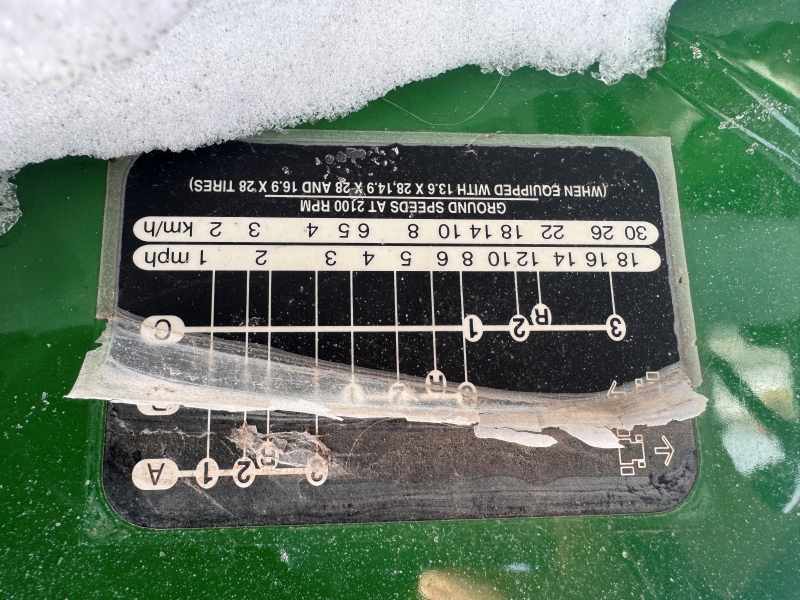 3 2 1 A
3 R 2 1 C
18 16 14 12 10 8 6 5 4 3 2 1 mph
30 26 22 18 14 10 8 6 5 4 3 2 km/h
GROUND SPEEDS AT 2100 RPM
(WHEN EQUIPPED WITH 13.6 X 28,14.9 X 28 AND 16.9 X 28 TIRES)